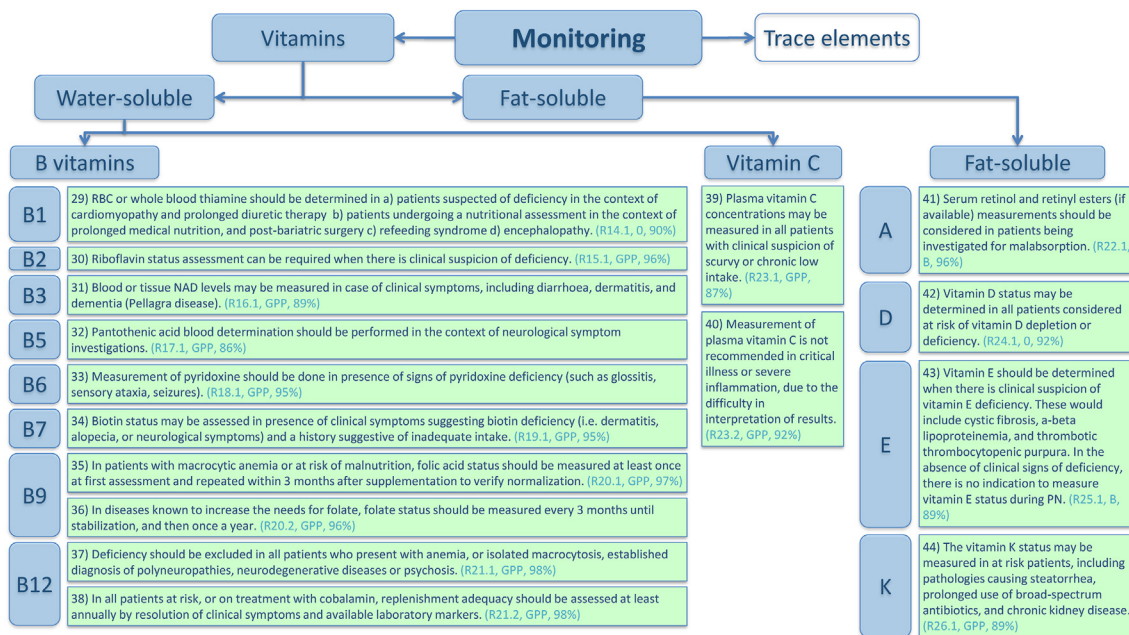 Vitamins
Monitoring
Trace elements
Water-soluble
Fat-soluble
B vitamins
Vitamin C
Fat-soluble
B1
29) RBC or whole blood thiamine should be determined in a) patients suspected of deficiency in the context of
cardiomyopathy and prolonged diuretic therapy b) patients undergoing a nutritional assessment in the context of
prolonged medical nutrition, and post-bariatric surgery c) refeeding syndrome d) encephalopathy. (R14.1, 0, 90%)
B2
30) Riboflavin status assessment can be required when there is clinical suspicion of deficiency. (R15.1, GPP, 96%)
B3
31) Blood or tissue NAD levels may be measured in case of clinical symptoms, including diarrhoea, dermatitis, and
dementia (Pellagra disease). (R16.1, GPP, 89%)
B5
32) Pantothenic acid blood determination should be performed in the context of neurological symptom
investigations. (R17.1, GPP, 86%)
B6
33) Measurement of pyridoxine should be done in presence of signs of pyridoxine deficiency (such as glossitis,
sensory ataxia, seizures). (R18.1, GPP, 95%)
B7
34) Biotin status may be assessed in presence of clinical symptoms suggesting biotin deficiency (i.e. dermatitis,
alopecia, or neurological symptoms) and a history suggestive of inadequate intake. (R19.1, GPP, 95%)
B9
35) In patients with macrocytic anemia or at risk of malnutrition, folic acid status should be measured at least once
at first assessment and repeated within 3 months after supplementation to verify normalization. (R20.1, GPP, 97%)
36) In diseases known to increase the needs for folate, folate status should be measured every 3 months until
stabilization, and then once a year. (R20.2, GPP, 96%)
B12
37) Deficiency should be excluded in all patients who present with anemia, or isolated macrocytosis, established
diagnosis of polyneuropathies, neurodegenerative diseases or psychosis. (R21.1, GPP, 98%)
38) In all patients at risk, or on treatment with cobalamin, replenishment adequacy should be assessed at least
annually by resolution of clinical symptoms and available laboratory markers. (R21.2, GPP, 98%)
39) Plasma vitamin C
concentrations may be
measured in all patients
with clinical suspicion of
scurvy or chronic low
intake. (R23.1, GPP,
87%)
40) Measurement of
plasma vitamin C is not
recommended in critical
illness or severe
inflammation, due to the
difficulty in
interpretation of results.
(R23.2, GPP, 92%)
A
41) Serum retinol and retinyl esters (if
available) measurements should be
considered in patients being
investigated for malabsorption. (R22.1,
B, 96%)
D
42) Vitamin D status may be
determined in all patients considered
at risk of vitamin D depletion or
deficiency. (R24.1, 0, 92%)
E
43) Vitamin E should be determined
when there is clinical suspicion of
vitamin E deficiency. These would
include cystic fibrosis, a-beta
lipoproteinemia, and thrombotic
thrombocytopenic purpura. In the
absence of clinical signs of deficiency,
there is no indication to measure
vitamin E status during PN. (R25.1, B,
89%)
K
44) The vitamin K status may be
measured in at risk patients, including
pathologies causing steatorrhea,
prolonged use of broad-spectrum
antibiotics, and chronic kidney disease.
(R26.1, GPP, 89%)